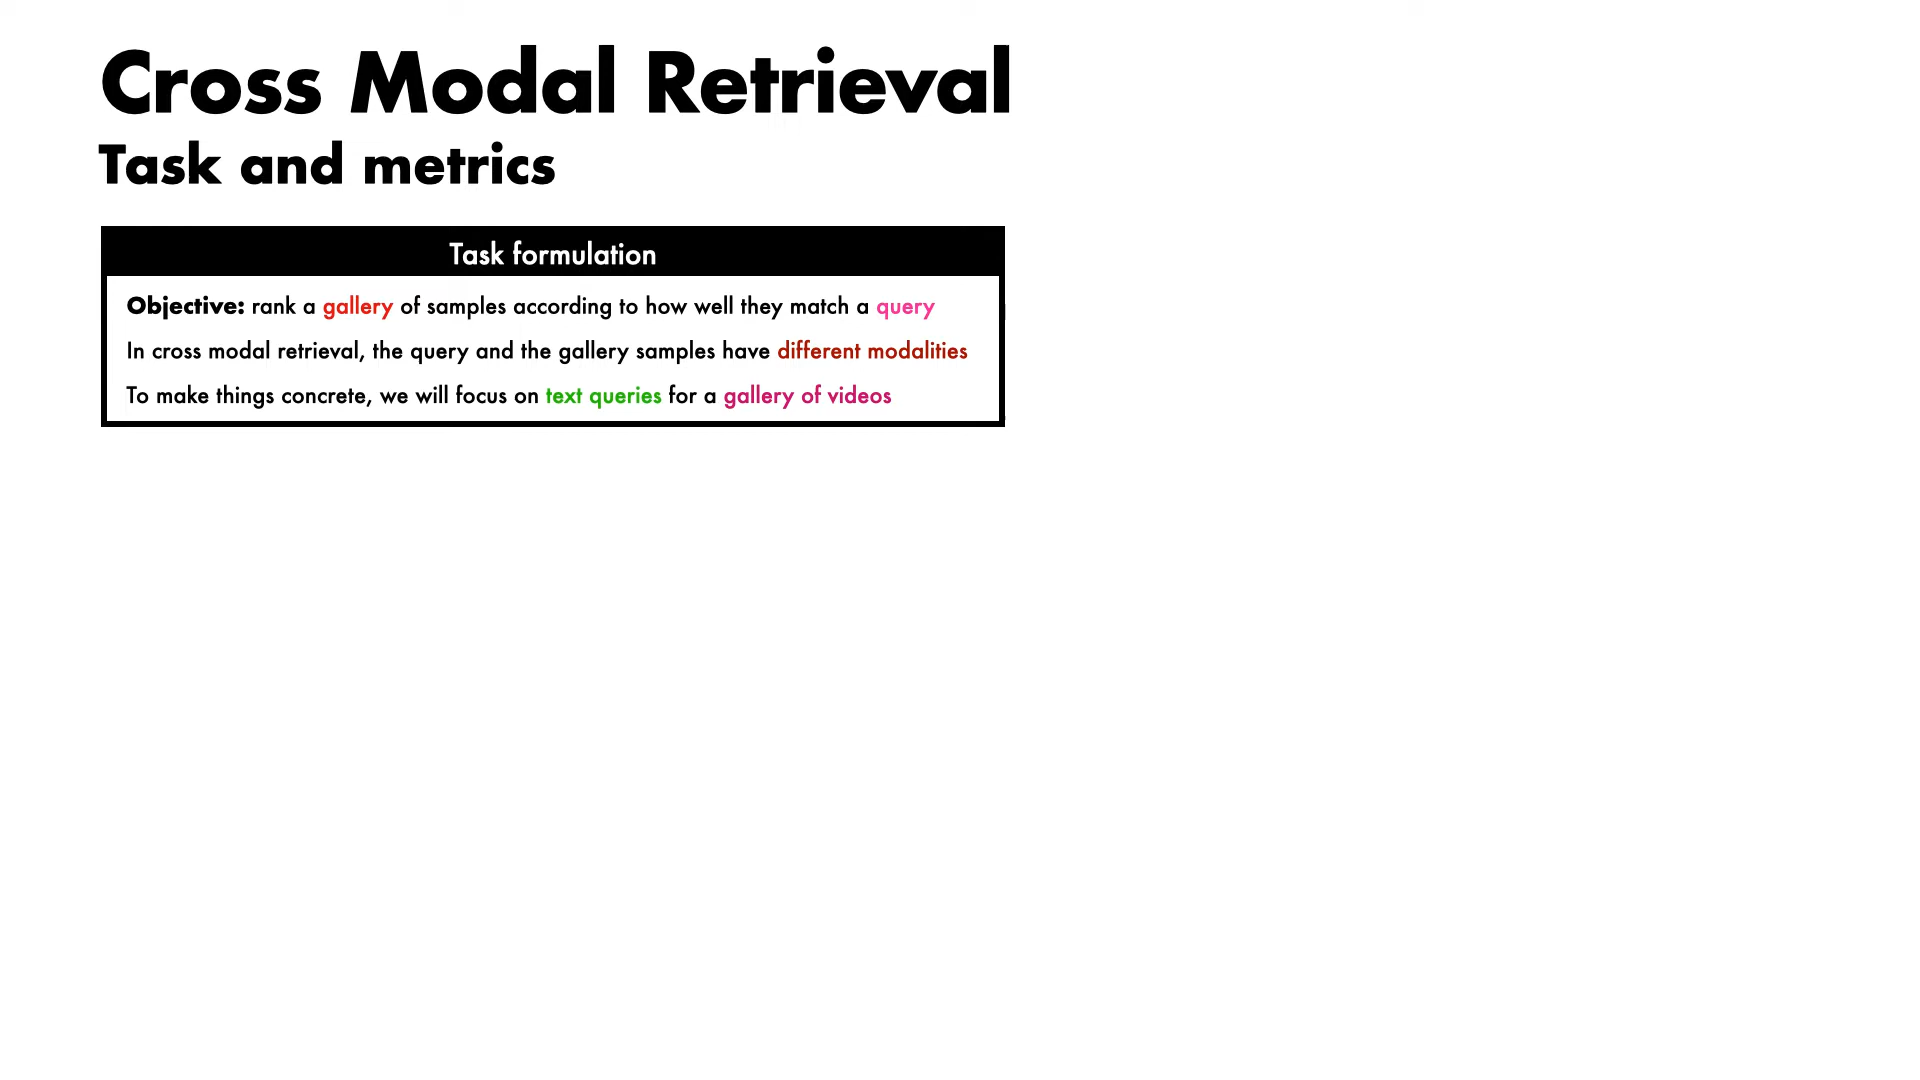 Cross Modal Retrieval
Task and metrics
Task formulation
Objective: rank a gallery of samples according to how well they match a query
In cross modal retrieval, the query and the gallery samples have different modalities
To make things concrete, we will focus on text queries for a gallery of videos